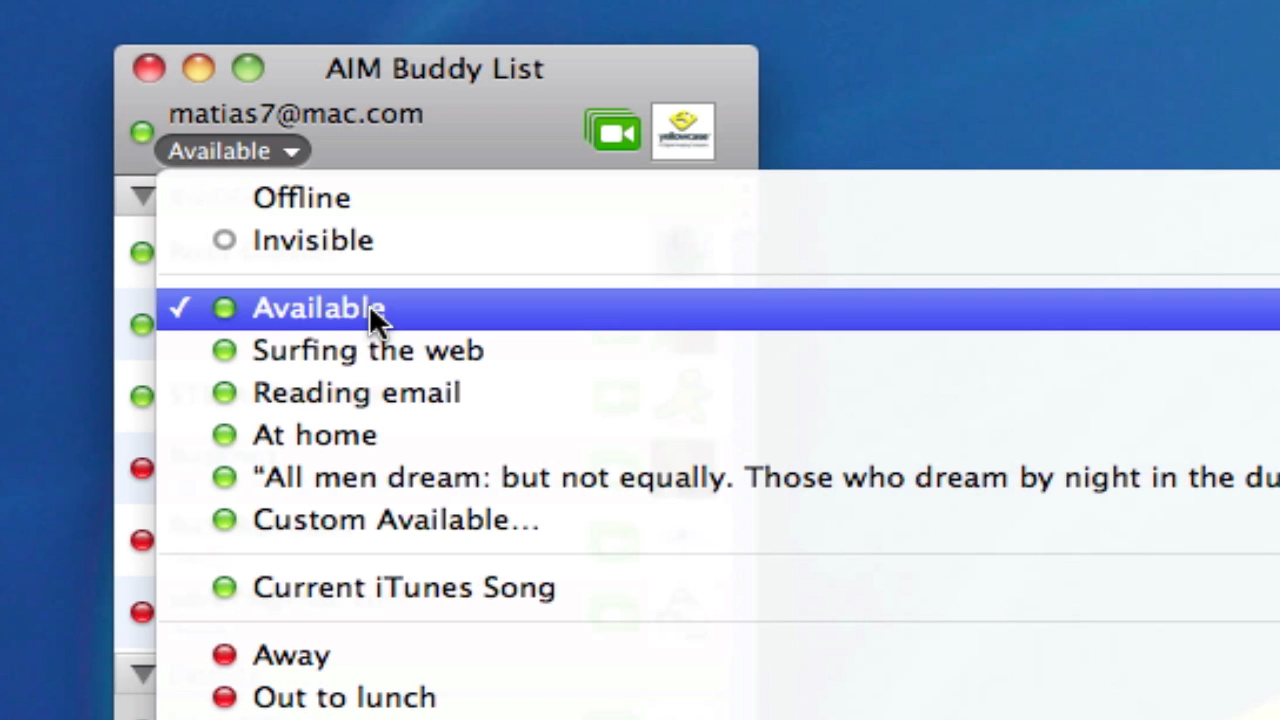 AIM Buddy List
matias7@mac.com
Available
yellowcase
Offline
Invisible
Available
Surfing the web
Reading email
At home
"All men dream: but not equally. Those who dream by night in the du
Custom Available...
Current iTunes Song
Away
Out to lunch